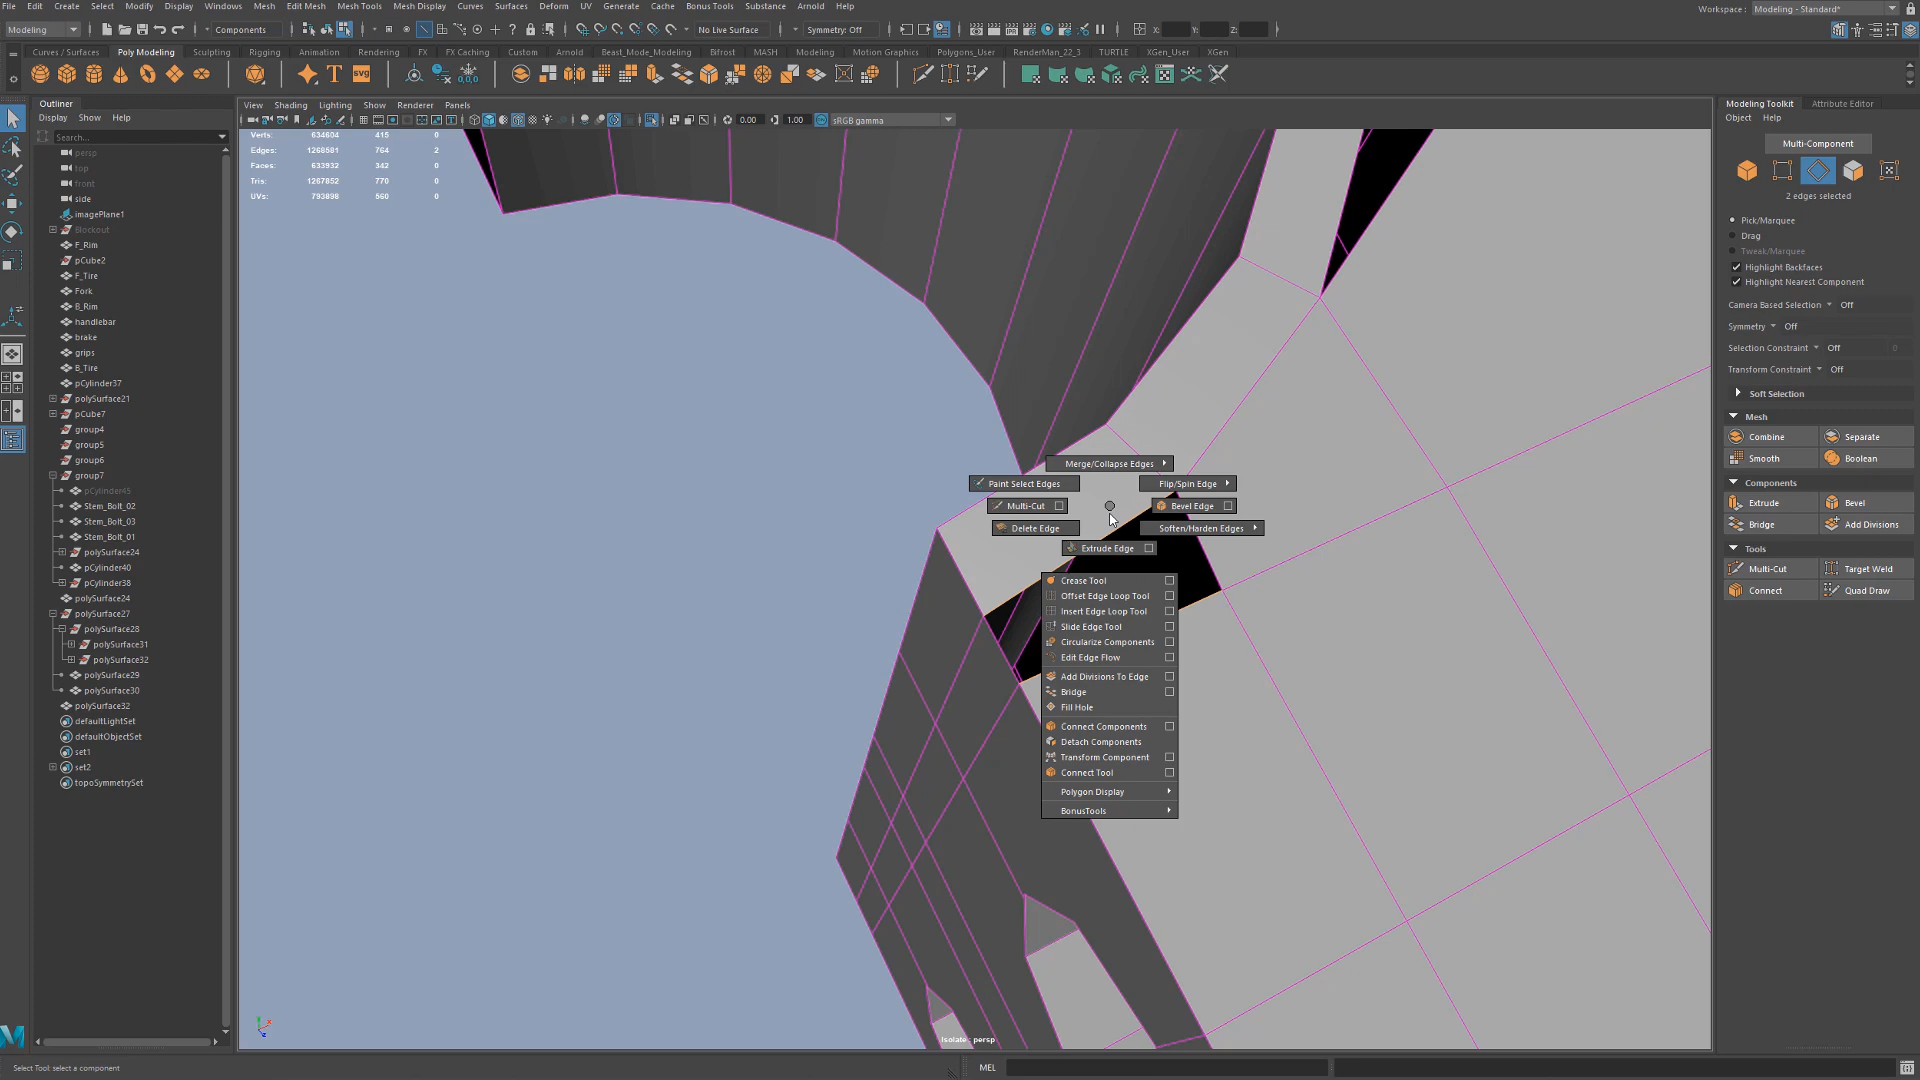 File Edit Create Select Modify Display Windows Mesh Edit Mesh Mesh Tools Mesh Display Curves Surfaces Deform UV Generate Cache Bonus Tools Substance Arnold Help
Workspace : Modeling - Standard*
Modeling Components No Live Surface Symmetry: Off X: Y: Z:
Curves / Surfaces Poly Modeling Sculpting Rigging Animation Rendering FX FX Caching Custom Arnold Beast_Mode_Modeling Bifrost MASH Modeling Motion Graphics Polygons_User RenderMan_22_3 TURTLE XGen_User XGen
T svg 0,0,0
Outliner
Display Show Help
Search...
persp
top
front
side
imagePlane1
Blockout
F_Rim
pCube2
F_Tire
Fork
B_Rim
handlebar
brake
grips
B_Tire
pCylinder37
polySurface21
pCube7
group4
group5
group6
group7
pCylinder45
Stem_Bolt_02
Stem_Bolt_03
Stem_Bolt_01
polySurface24
pCylinder40
pCylinder38
polySurface24
polySurface27
polySurface28
polySurface31
polySurface32
polySurface29
polySurface30
polySurface32
defaultLightSet
defaultObjectSet
set1
set2
topoSymmetrySet
View Shading Lighting Show Renderer Panels
0.00 1.00 sRGB gamma
Verts: 634604 415 0
Edges: 1268581 764 2
Faces: 633932 342 0
Tris: 1267852 770 0
UVs: 793898 560 0
Merge/Collapse Edges
Paint Select Edges Flip/Spin Edge
Multi-Cut Bevel Edge
Delete Edge Soften/Harden Edges
Extrude Edge
Crease Tool
Offset Edge Loop Tool
Insert Edge Loop Tool
Slide Edge Tool
Circularize Components
Edit Edge Flow
Add Divisions To Edge
Bridge
Fill Hole
Connect Components
Detach Components
Transform Component
Connect Tool
Polygon Display
BonusTools
Isolate : persp
Modeling Toolkit Attribute Editor
Object Help
Multi-Component
2 edges selected
Pick/Marquee
Drag
Tweak/Marquee
Highlight Backfaces
Highlight Nearest Component
Camera Based Selection Off
Symmetry Off
Selection Constraint Off 0
Transform Constraint Off
Soft Selection
Mesh
Combine Separate
Smooth Boolean
Components
Extrude Bevel
Bridge Add Divisions
Tools
Multi-Cut Target Weld
Connect Quad Draw
Select Tool: select a component
MEL